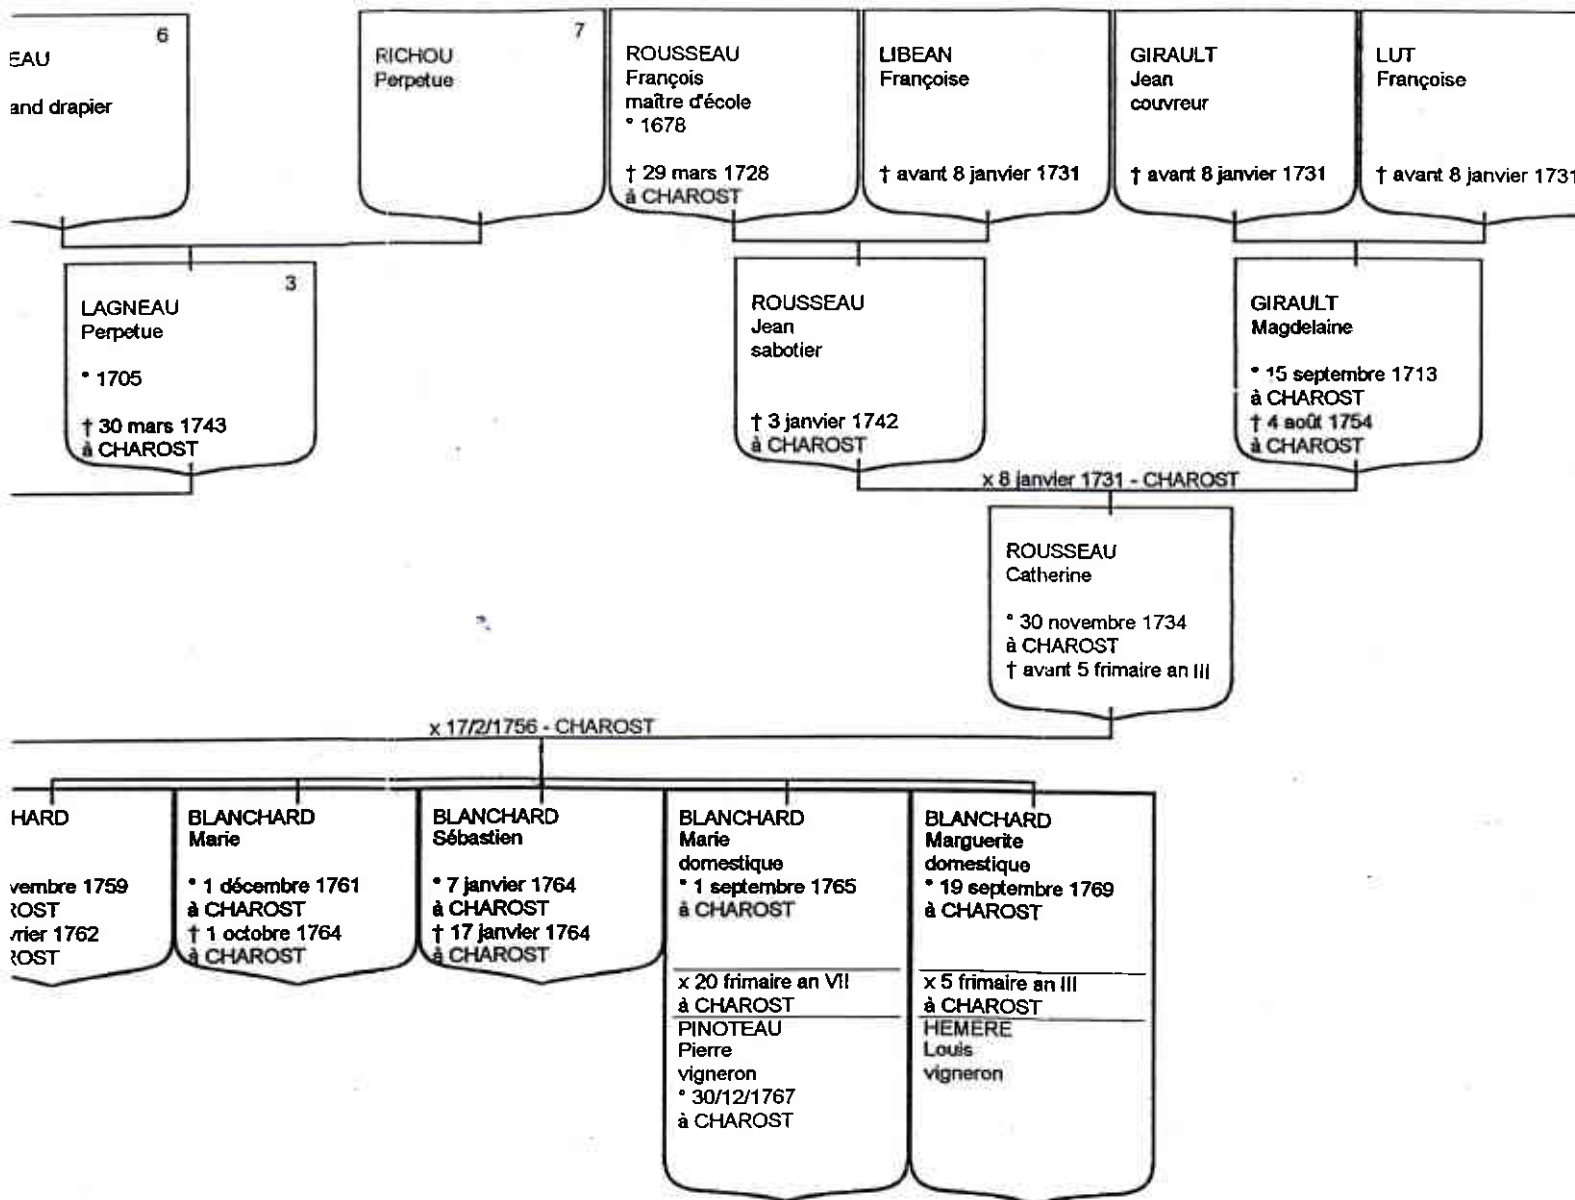 6
EAU
and drapier
7
RICHOU
Perpetue
ROUSSEAU
François
maître d'école
° 1678
† 29 mars 1728
à CHAROST
LIBEAN
Françoise
† avant 8 janvier 1731
GIRAULT
Jean
couvreur
† avant 8 janvier 1731
LUT
Françoise
† avant 8 janvier 1731
3
LAGNEAU
Perpetue
° 1705
† 30 mars 1743
à CHAROST
ROUSSEAU
Jean
sabotier
† 3 janvier 1742
à CHAROST
GIRAULT
Magdelaine
° 15 septembre 1713
à CHAROST
† 4 août 1754
à CHAROST
x 8 janvier 1731 - CHAROST
ROUSSEAU
Catherine
° 30 novembre 1734
à CHAROST
† avant 5 frimaire an III
x 17/2/1756 - CHAROST
HARD
vembre 1759
ROST
vrier 1762
ROST
BLANCHARD
Marie
° 1 décembre 1761
à CHAROST
† 1 octobre 1764
à CHAROST
BLANCHARD
Sébastien
° 7 janvier 1764
à CHAROST
† 17 janvier 1764
à CHAROST
BLANCHARD
Marie
domestique
° 1 septembre 1765
à CHAROST
x 20 frimaire an VII
à CHAROST
PINOTEAU
Pierre
vigneron
° 30/12/1767
à CHAROST
BLANCHARD
Marguerite
domestique
° 19 septembre 1769
à CHAROST
x 5 frimaire an III
à CHAROST
HEMERE
Louis
vigneron